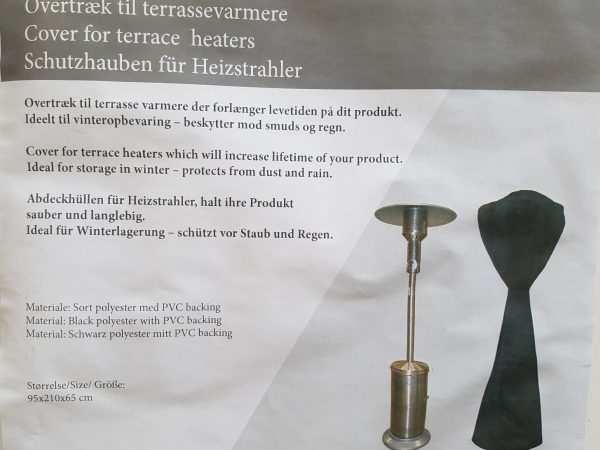 Overtræk til terrassevarmere
Cover for terrace heaters
Schutzhauben für Heizstrahler
Overtræk til terrasse varmere der forlænger levetiden på dit produkt.
Ideelt til vinteropbevaring – beskytter mod smuds og regn.
Cover for terrace heaters which will increase lifetime of your product.
Ideal for storage in winter – protects from dust and rain.
Abdeckhüllen für Heizstrahler, halt ihre Produkt
sauber und langlebig.
Ideal für Winterlagerung – schützt vor Staub und Regen.
Materiale: Sort polyester med PVC backing
Material: Black polyester with PVC backing
Material: Schwarz polyester mitt PVC backing
Størrelse/Size/ Größe:
95x210x65 cm